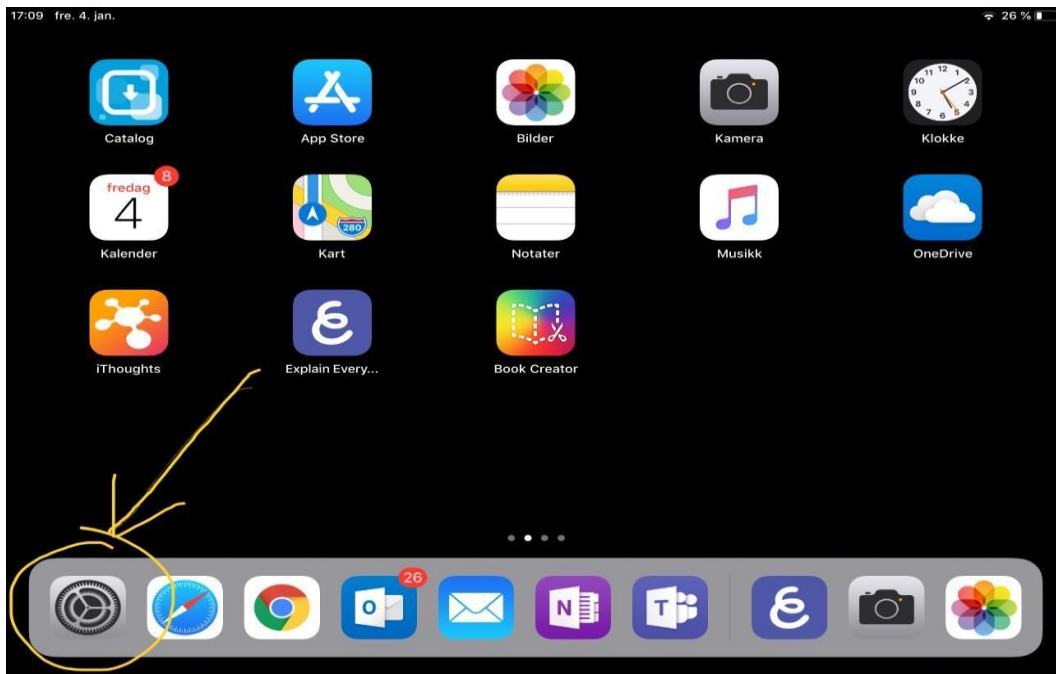 17:09 fre. 4. jan. 26 %
Catalog App Store Bilder Kamera Klokke
fredag 8
4
280
Kalender Kart Notater Musikk OneDrive
iThoughts Explain Every... Book Creator
26
O N T